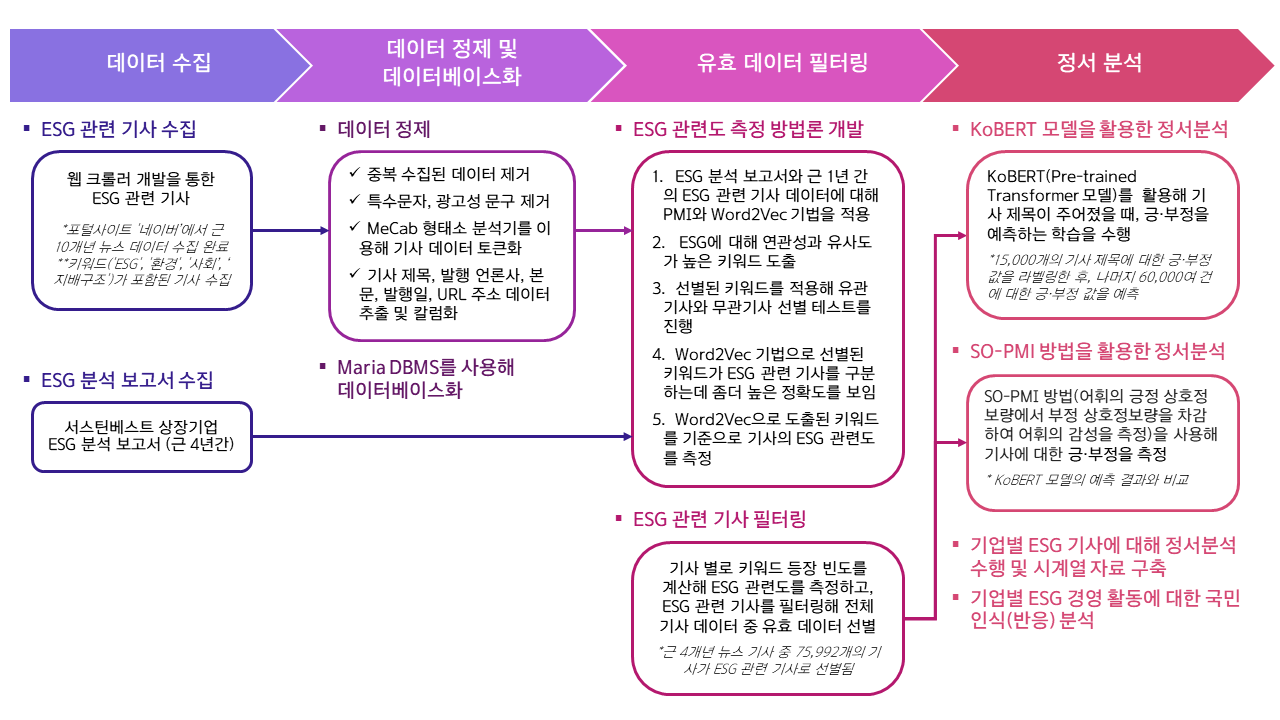 데이터 수집
데이터 정제 및
데이터베이스화
유효 데이터 필터링
정서 분석
▪ ESG 관련 기사 수집
웹 크롤러 개발을 통한
ESG 관련 기사
*포털사이트 '네이버'에서 근
10개년 뉴스 데이터 수집 완료
**키워드('ESG', '환경', '사회', '
지배구조')가 포함된 기사 수집
▪ ESG 분석 보고서 수집
서스틴베스트 상장기업
ESG 분석 보고서 (근 4년간)
▪ 데이터 정제
✓ 중복 수집된 데이터 제거
✓ 특수문자, 광고성 문구 제거
✓ MeCab 형태소 분석기를 이
용해 기사 데이터 토큰화
✓ 기사 제목, 발행 언론사, 본
문, 발행일, URL 주소 데이터
추출 및 칼럼화
▪ Maria DBMS를 사용해
데이터베이스화
▪ ESG 관련도 측정 방법론 개발
1. ESG 분석 보고서와 근 1년 간
의 ESG 관련 기사 데이터에 대해
PMI와 Word2Vec 기법을 적용
2. ESG에 대해 연관성과 유사도
가 높은 키워드 도출
3. 선별된 키워드를 적용해 유관
기사와 무관기사 선별 테스트를
진행
4. Word2Vec 기법으로 선별된
키워드가 ESG 관련 기사를 구분
하는데 좀더 높은 정확도를 보임
5. Word2Vec으로 도출된 키워드
를 기준으로 기사의 ESG 관련도
를 측정
▪ ESG 관련 기사 필터링
기사 별로 키워드 등장 빈도를
계산해 ESG 관련도를 측정하고,
ESG 관련 기사를 필터링해 전체
기사 데이터 중 유효 데이터 선별
*근 4개년 뉴스 기사 중 75,992개의 기
사가 ESG 관련 기사로 선별됨
▪ KoBERT 모델을 활용한 정서분석
KoBERT(Pre-trained
Transformer 모델)를 활용해 기
사 제목이 주어졌을 때, 긍·부정을
예측하는 학습을 수행
*15,000개의 기사 제목에 대한 긍·부정
값을 라벨링한 후, 나머지 60,000여 건
에 대한 긍·부정 값을 예측
▪ SO-PMI 방법을 활용한 정서분석
SO-PMI 방법(어휘의 긍정 상호정
보량에서 부정 상호정보량을 차감
하여 어휘의 감성을 측정)을 사용해
기사에 대한 긍·부정을 측정
* KoBERT 모델의 예측 결과와 비교
▪ 기업별 ESG 기사에 대해 정서분석
수행 및 시계열 자료 구축
▪ 기업별 ESG 경영 활동에 대한 국민
인식(반응) 분석